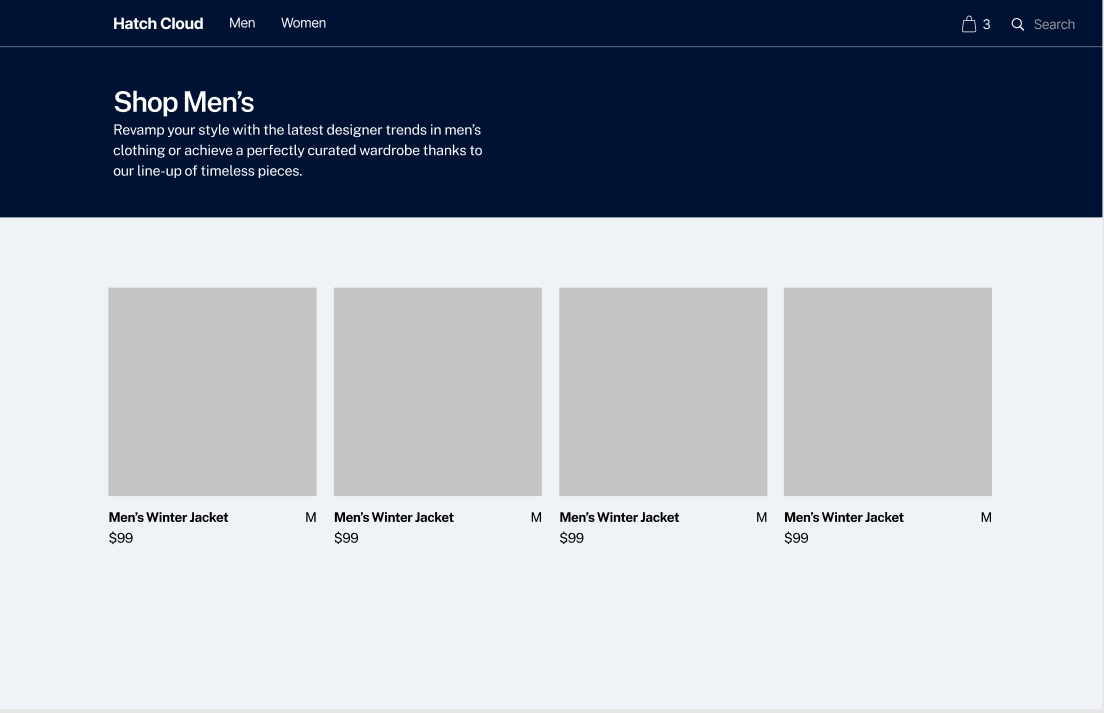 Hatch Cloud Men Women 3 Search
Shop Men’s
Revamp your style with the latest designer trends in men’s
clothing or achieve a perfectly curated wardrobe thanks to
our line-up of timeless pieces.
Men’s Winter Jacket M Men’s Winter Jacket M Men’s Winter Jacket M Men’s Winter Jacket M
$99 $99 $99 $99